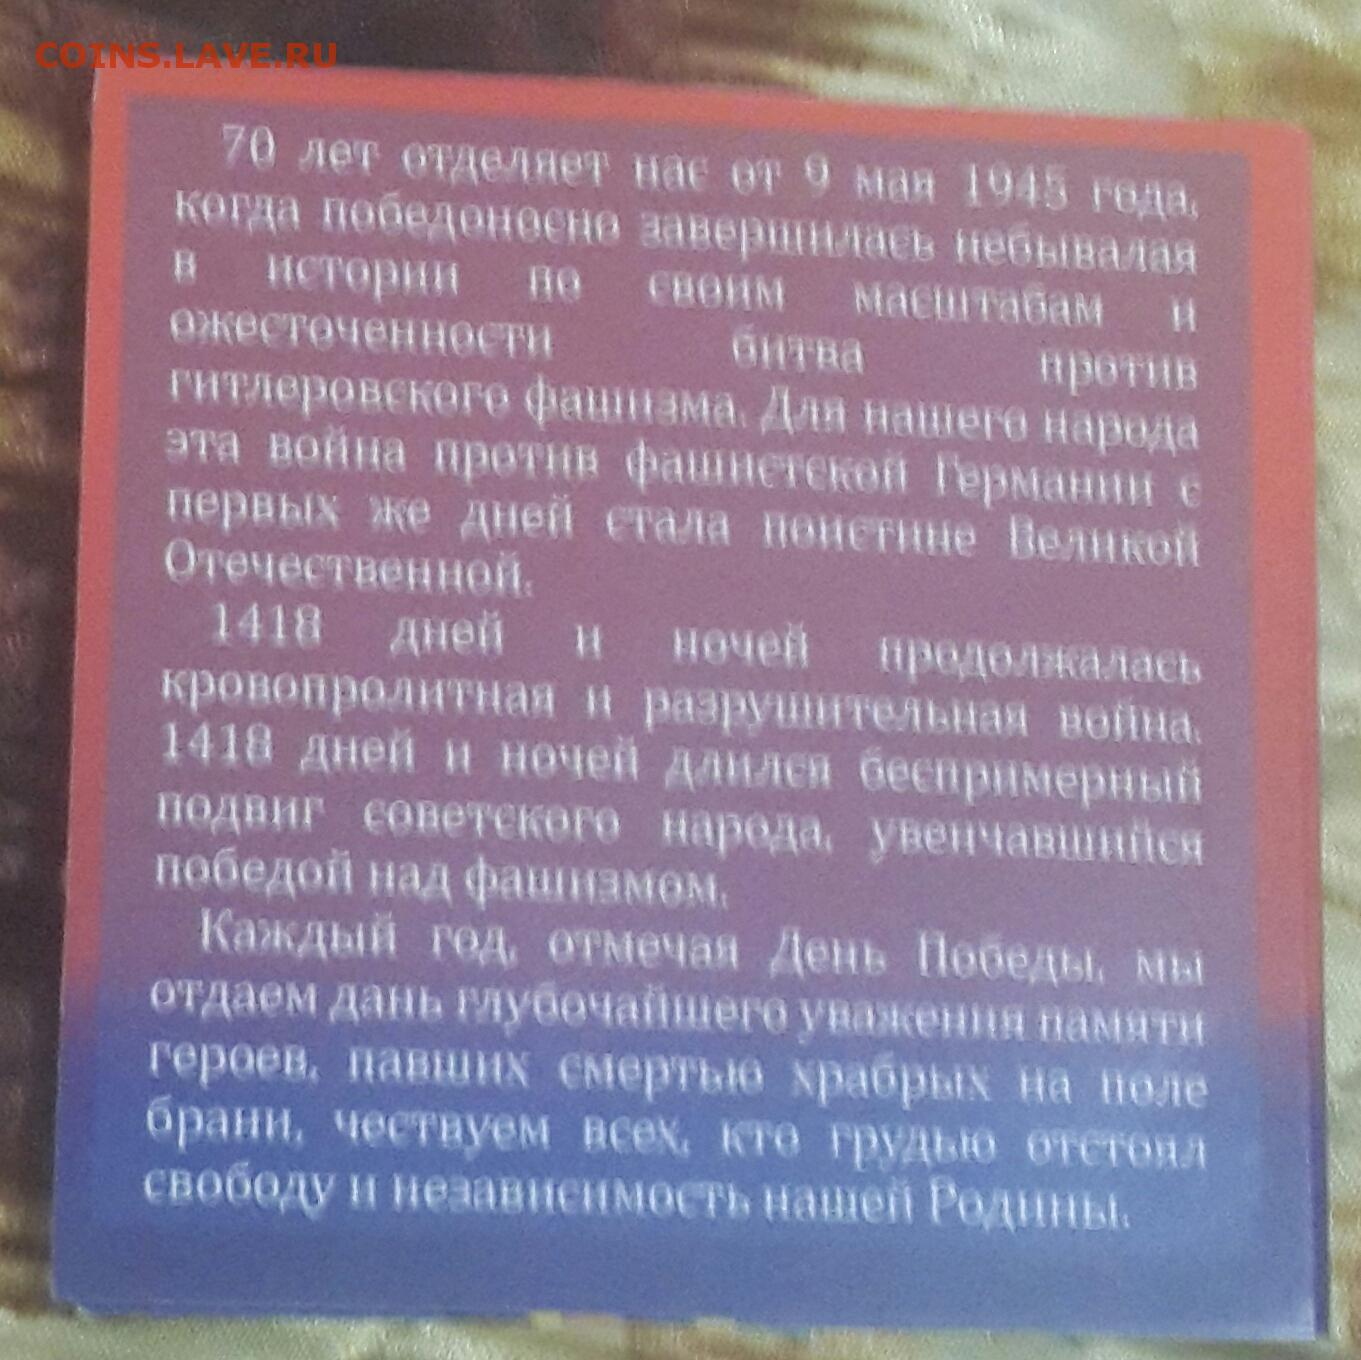 COINS.LAVE.RU
70 лет отделяет нас от 9 мая 1945 года,
когда победоносно завершилась небывалая
в истории по своим масштабам и
ожесточенности битва против
гитлеровского фашизма. Для нашего народа
эта война против фашистской Германии с
первых же дней стала поистине Великой
Отечественной.
1418 дней и ночей продолжалась
кровопролитная и разрушительная война.
1418 дней и ночей длился беспримерный
подвиг советского народа, увенчавшийся
победой над фашизмом.
Каждый год, отмечая День Победы, мы
отдаем дань глубочайшего уважения памяти
героев, павших смертью храбрых на поле
брани, чествуем всех, кто грудью отстоял
свободу и независимость нашей Родины.